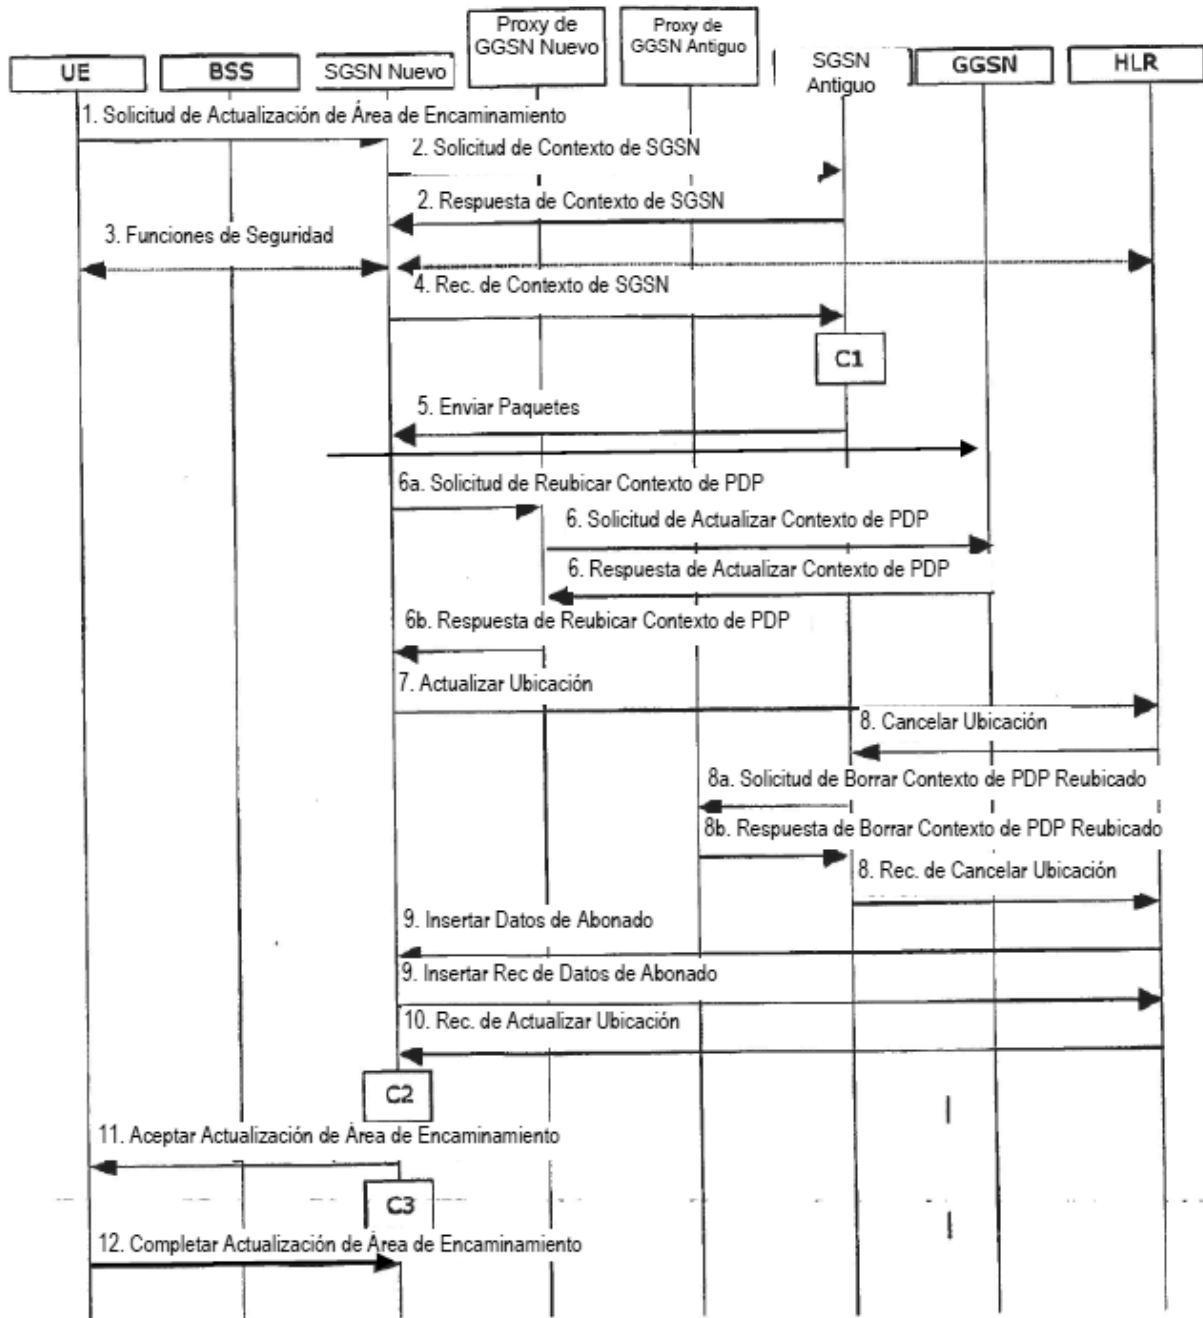 UE
BSS
SGSN Nuevo
Proxy de
GGSN Nuevo
Proxy de
GGSN Antiguo
SGSN
Antiguo
GGSN
HLR
1. Solicitud de Actualización de Área de Encaminamiento
2. Solicitud de Contexto de SGSN
2. Respuesta de Contexto de SGSN
3. Funciones de Seguridad
4. Rec. de Contexto de SGSN
C1
5. Enviar Paquetes
6a. Solicitud de Reubicar Contexto de PDP
6. Solicitud de Actualizar Contexto de PDP
6. Respuesta de Actualizar Contexto de PDP
6b. Respuesta de Reubicar Contexto de PDP
7. Actualizar Ubicación
8. Cancelar Ubicación
8a. Solicitud de Borrar Contexto de PDP Reubicado
8b. Respuesta de Borrar Contexto de PDP Reubicado
8. Rec. de Cancelar Ubicación
9. Insertar Datos de Abonado
9. Insertar Rec de Datos de Abonado
10. Rec. de Actualizar Ubicación
C2
11. Aceptar Actualización de Área de Encaminamiento
C3
12. Completar Actualización de Área de Encaminamiento